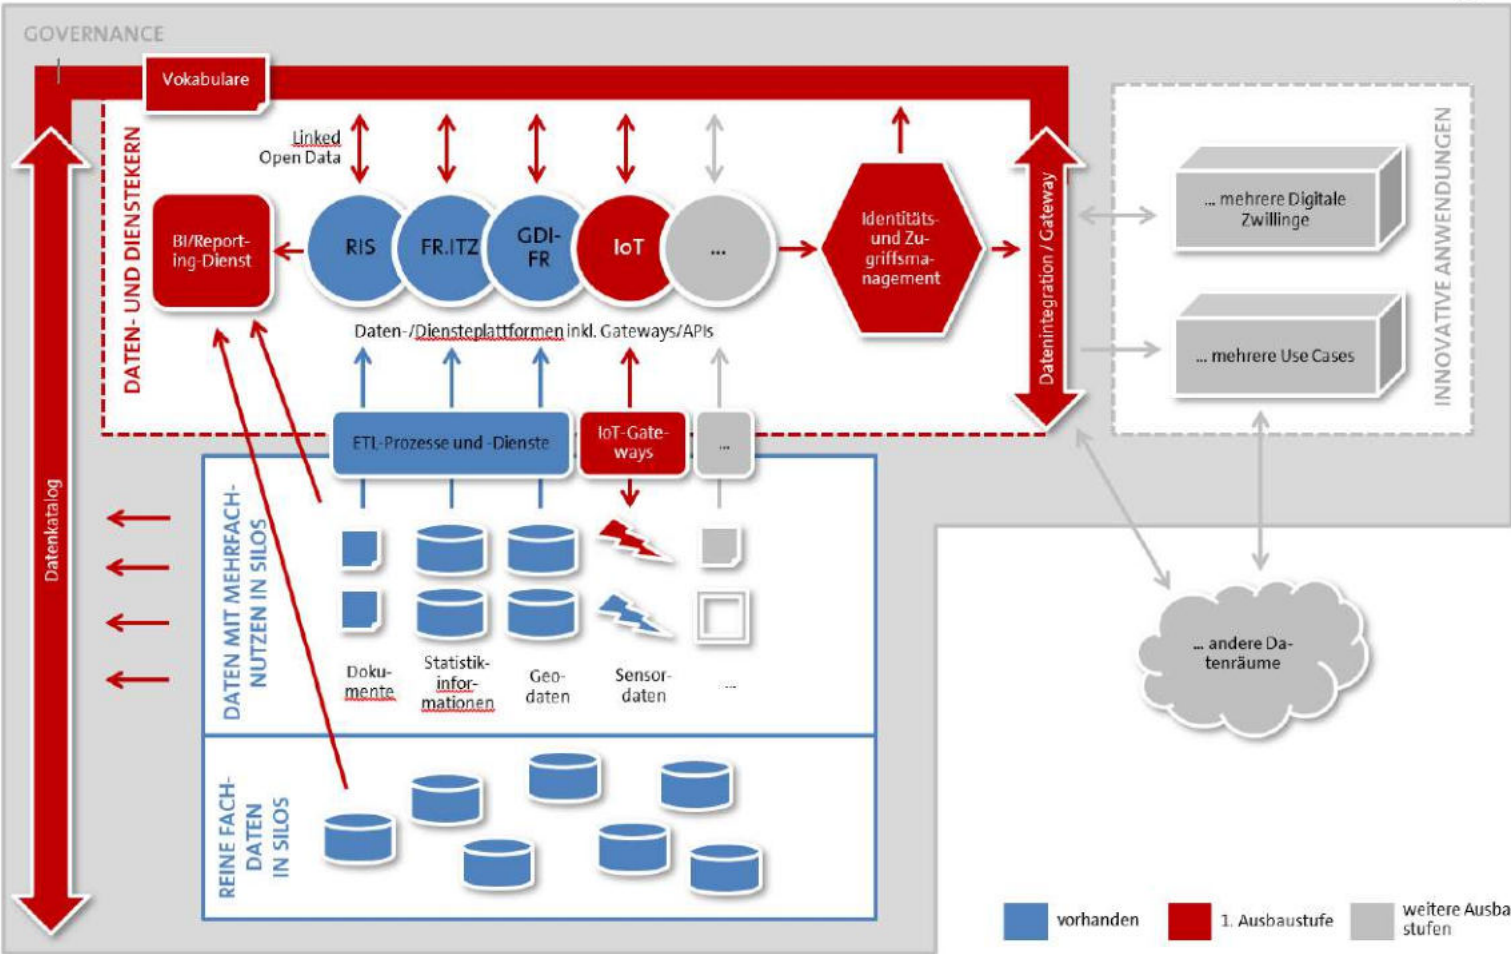 GOVERNANCE
Vokabulare
Linked
Open Data
DATEN- UND DIENSTEKERN
BI/Report-
ing-Dienst
RIS
FR.ITZ
GDI-
FR
IoT
...
Identitäts-
und Zu-
griffsma-
nagement
Datenintegration / Gateway
Daten-/Diensteplattformen inkl. Gateways/APIs
ETL-Prozesse und -Dienste
IoT-Gate-
ways
...
INNOVATIVE ANWENDUNGEN
... mehrere Digitale
Zwillinge
... mehrere Use Cases
Datenkatalog
DATEN MIT MEHRFACH-
NUTZEN IN SILOS
Doku-
mente
Statistik-
infor-
mationen
Geo-
daten
Sensor-
daten
...
... andere Da-
tenräume
REINE FACH-
DATEN
IN SILOS
vorhanden
1. Ausbaustufe
weitere Ausba
stufen